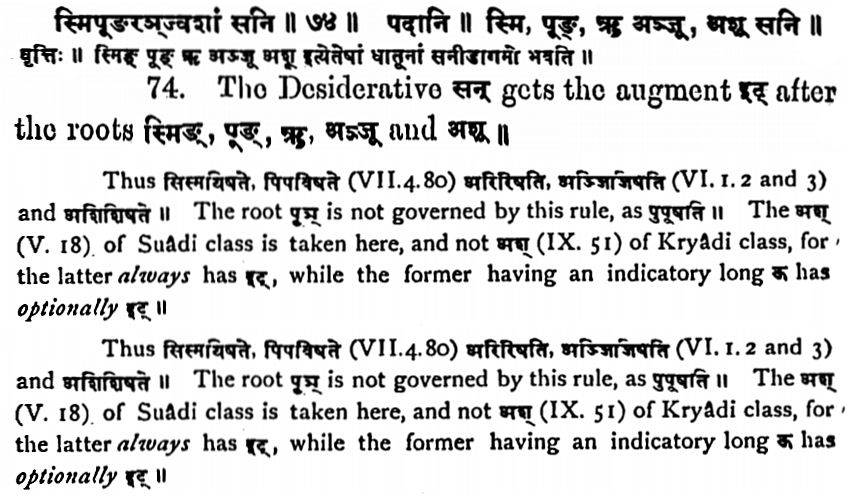 स्मिपूङ्रञ्ज्वशां सनि ॥ ७४ ॥ पदानि ॥ स्मि, पूङ्, ऋ अञ्जू, अशू सनि ॥
वृत्तिः ॥ स्मिङ् पूङ् ऋ अञ्जू अशू इत्येतेषां धातूनां सनीडागमो भवति ॥
74. The Desiderative सन् gets the augment इट् after
the roots स्मिङ्, पूङ्, ऋ, अञ्जू and अशू ॥
Thus सिस्मयिषते, पिपविषते (VII.4.80) अरिरिषति, अञ्जिजिषति (VI. 1. 2 and 3)
and अशिशिषते ॥ The root पूञ् is not governed by this rule, as पुपूषति ॥ The अश्
(V. 18) of Suâdi class is taken here, and not अश् (IX. 51) of Kryâdi class, for
the latter always has इट्, while the former having an indicatory long ऊ has
optionally इट् ॥
Thus सिस्मयिषते, पिपविषते (VII.4.80) अरिरिषति, अञ्जिजिषति (VI. 1. 2 and 3)
and अशिशिषते ॥ The root पूञ् is not governed by this rule, as पुपूषति ॥ The अश्
(V. 18) of Suâdi class is taken here, and not अश् (IX. 51) of Kryâdi class, for
the latter always has इट्, while the former having an indicatory long ऊ has
optionally इट् ॥